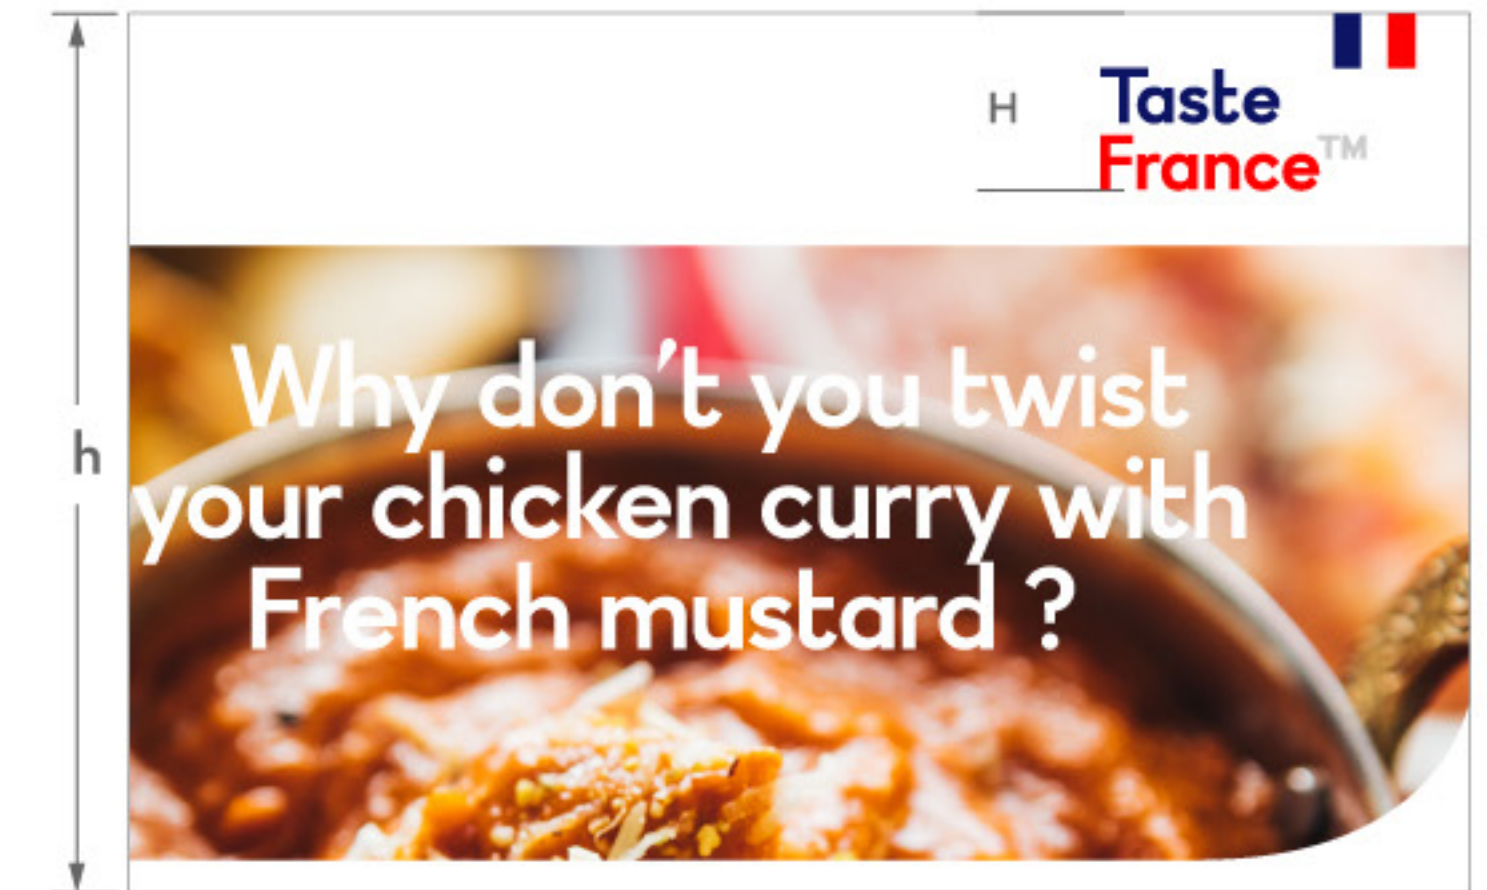 H
Taste
France™
h
Why don't you twist
your chicken curry with
French mustard ?